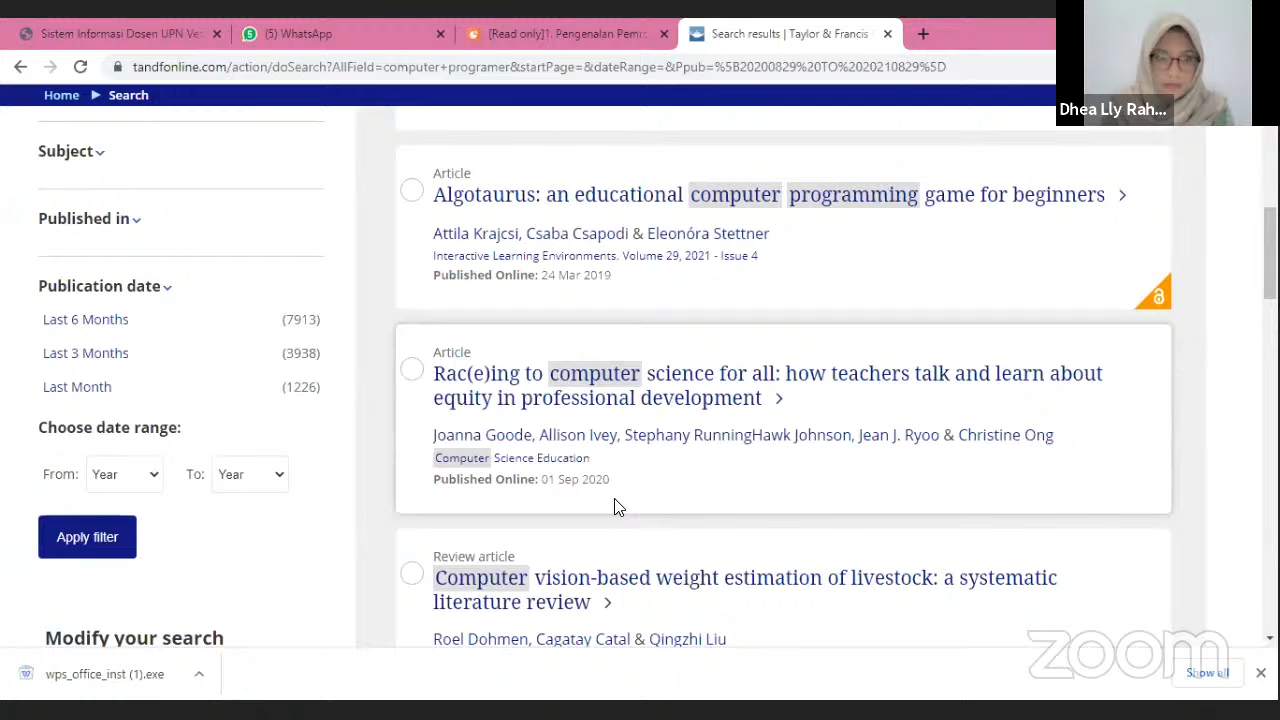 Sistem Informasi Dosen UPN Vet
(5) WhatsApp
[Read only]1. Pengenalan Pemr
Search results | Taylor & Francis
tandfonline.com/action/doSearch?AllField=computer+programer&startPage=&dateRange=&Ppub=%5B20200829%20TO%2020210829%5D
Dhea Lly Rah...
Home ▶ Search
Subject
Published in
Publication date
Last 6 Months (7913)
Last 3 Months (3938)
Last Month (1226)
Choose date range:
From: Year To: Year
Apply filter
Modify your search
Article
Algotaurus: an educational computer programming game for beginners
Attila Krajcsi, Csaba Csapodi & Eleonóra Stettner
Interactive Learning Environments. Volume 29, 2021 - Issue 4
Published Online: 24 Mar 2019
Article
Rac(e)ing to computer science for all: how teachers talk and learn about
equity in professional development
Joanna Goode, Allison Ivey, Stephany RunningHawk Johnson, Jean J. Ryoo & Christine Ong
Computer Science Education
Published Online: 01 Sep 2020
Review article
Computer vision-based weight estimation of livestock: a systematic
literature review
Roel Dohmen, Cagatay Catal & Qingzhi Liu
wps_office_inst (1).exe
Show all
zoom